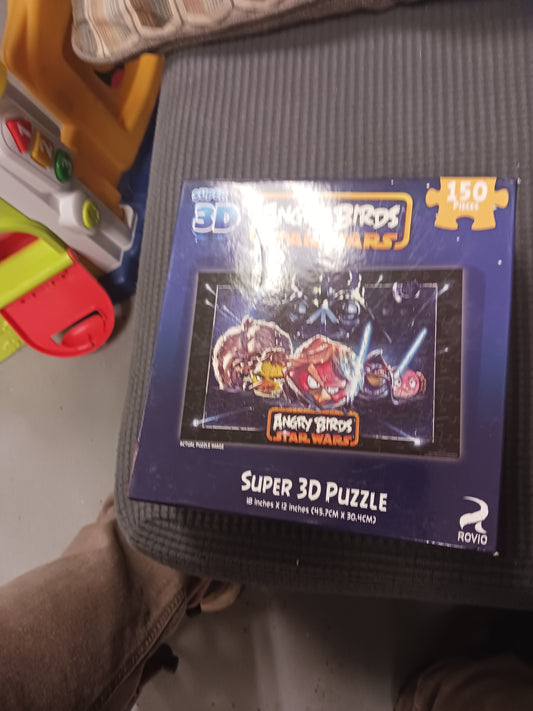 SUPER
3D
ANGRY BIRDS
STAR WARS
150
Pieces
ANGRY BIRDS
STAR WARS
ACTUAL PUZZLE IMAGE
SUPER 3D PUZZLE
18 inches X 12 inches (45.7CM X 30.4CM)
ROVIO